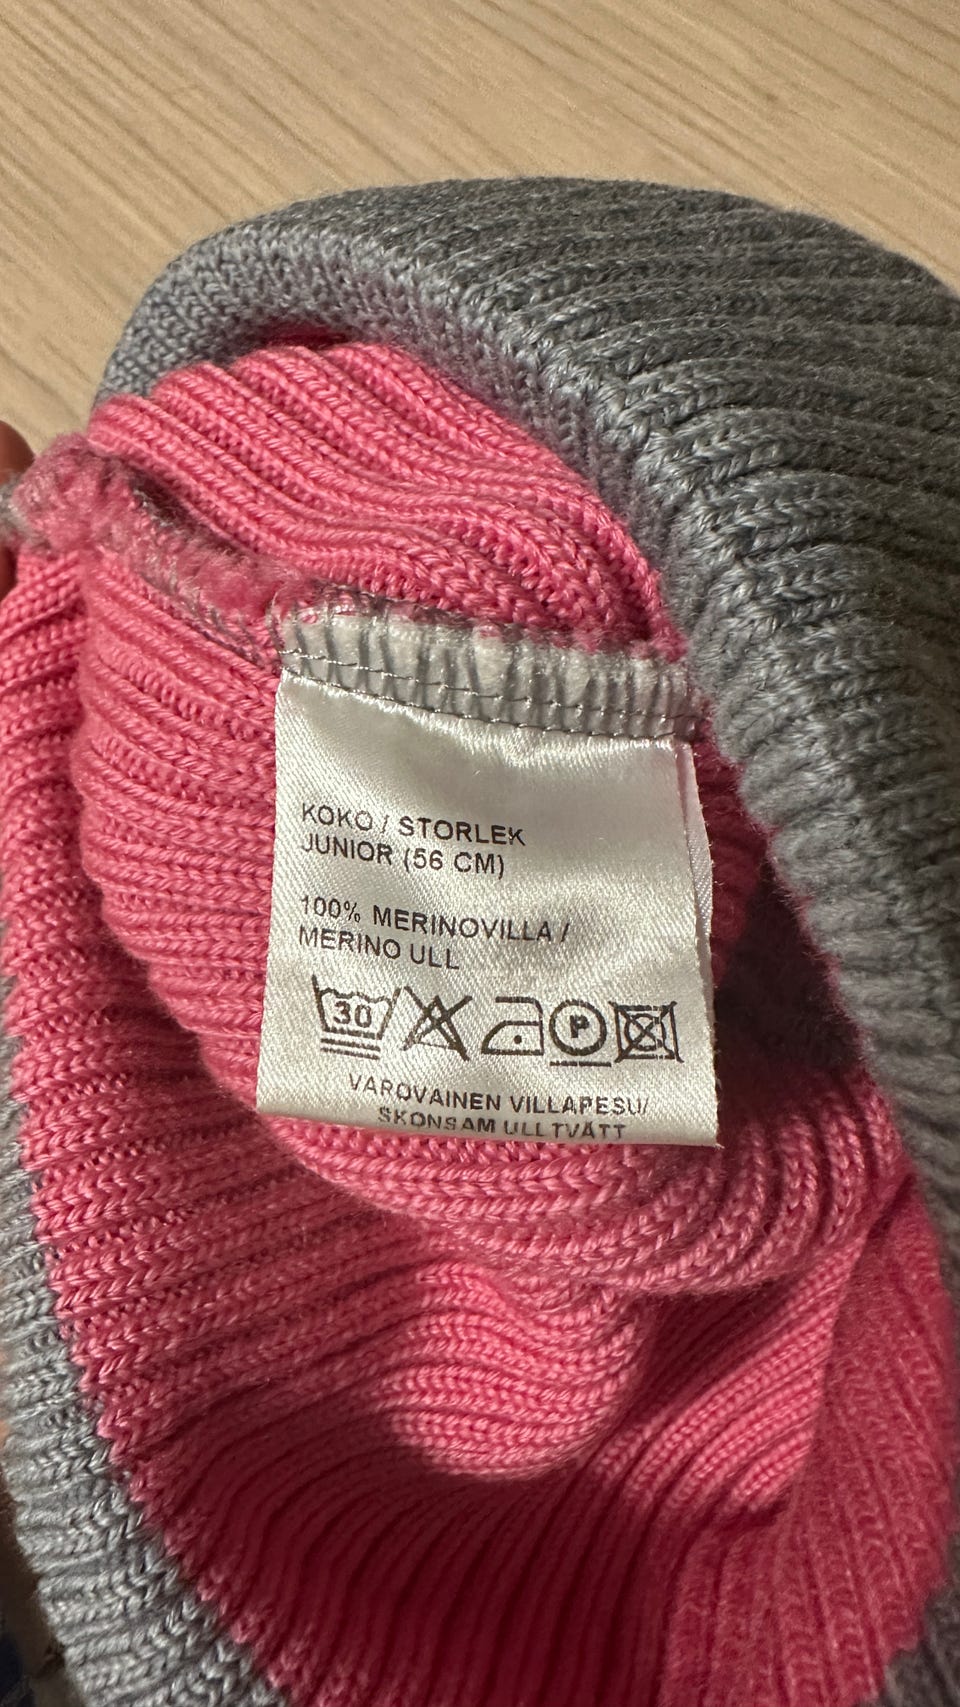 KOKO / STORLEK
JUNIOR (56 CM)
100% MERINOVILLA /
MERINO ULL
30 P
VAROVAINEN VILLAPESU/
SKONSAM ULLTVÄTT